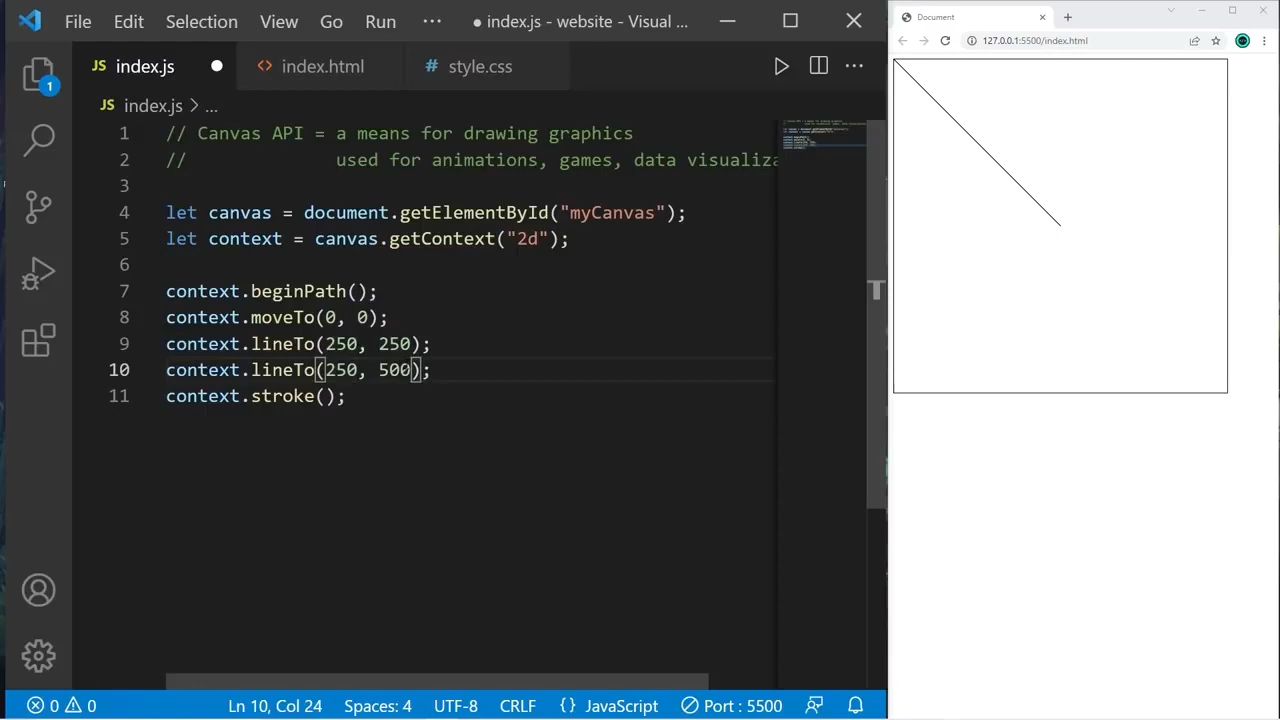 File Edit Selection View Go Run ··· ● index.js - website - Visual ...
JS index.js ● <> index.html # style.css
JS index.js > ...
1 // Canvas API = a means for drawing graphics
2 // used for animations, games, data visualiza
3
4 let canvas = document.getElementById("myCanvas");
5 let context = canvas.getContext("2d");
6
7 context.beginPath();
8 context.moveTo(0, 0);
9 context.lineTo(250, 250);
10 context.lineTo(250, 500);
11 context.stroke();
1
0 0 Ln 10, Col 24 Spaces: 4 UTF-8 CRLF {} JavaScript Port : 5500
Document
127.0.0.1:5500/index.html